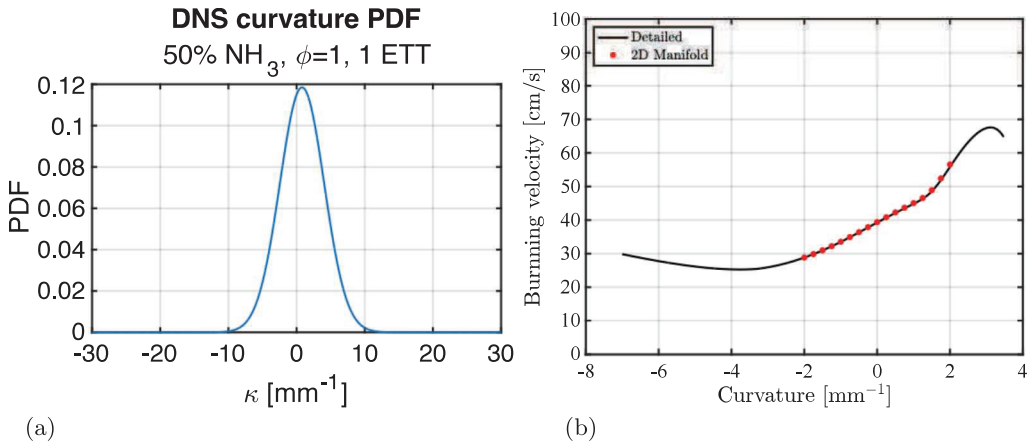 DNS curvature PDF
50% NH3, ϕ=1, 1 ETT
0.12
0.1
0.08
0.06
0.04
0.02
0
PDF
-30 -20 -10 0 10 20 30
κ [mm-1]
(a)
Detailed
2D Manifold
100
90
80
70
60
50
40
30
20
10
0
Burnning velocity [cm/s]
-8 -6 -4 -2 0 2 4
Curvature [mm-1]
(b)